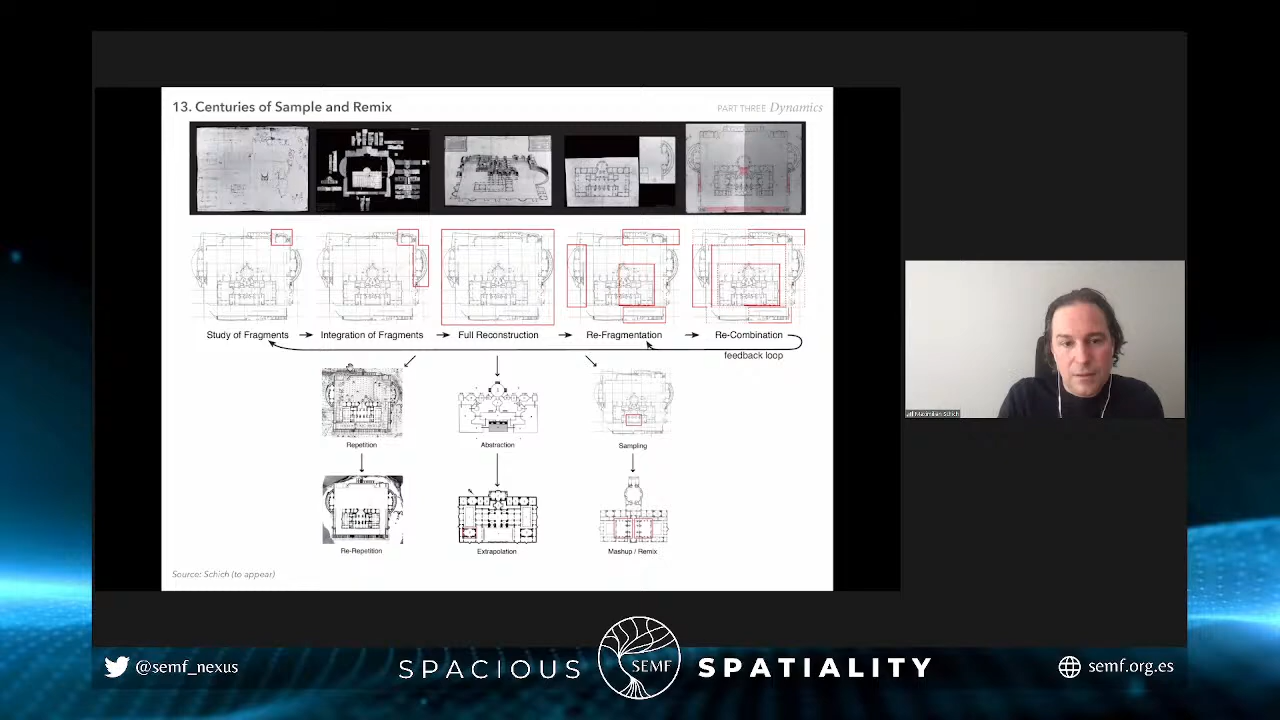 13. Centuries of Sample and Remix
PART THREE Dynamics
Study of Fragments
Integration of Fragments
Full Reconstruction
Re-Fragmentation
Re-Combination
feedback loop
Repetition
Abstraction
Sampling
Re-Repetition
Extrapolation
Mashup / Remix
Source: Schich (to appear)
Maximilian Schich
@semf_nexus
SPACIOUS
SEMF
SPATIALITY
semf.org.es